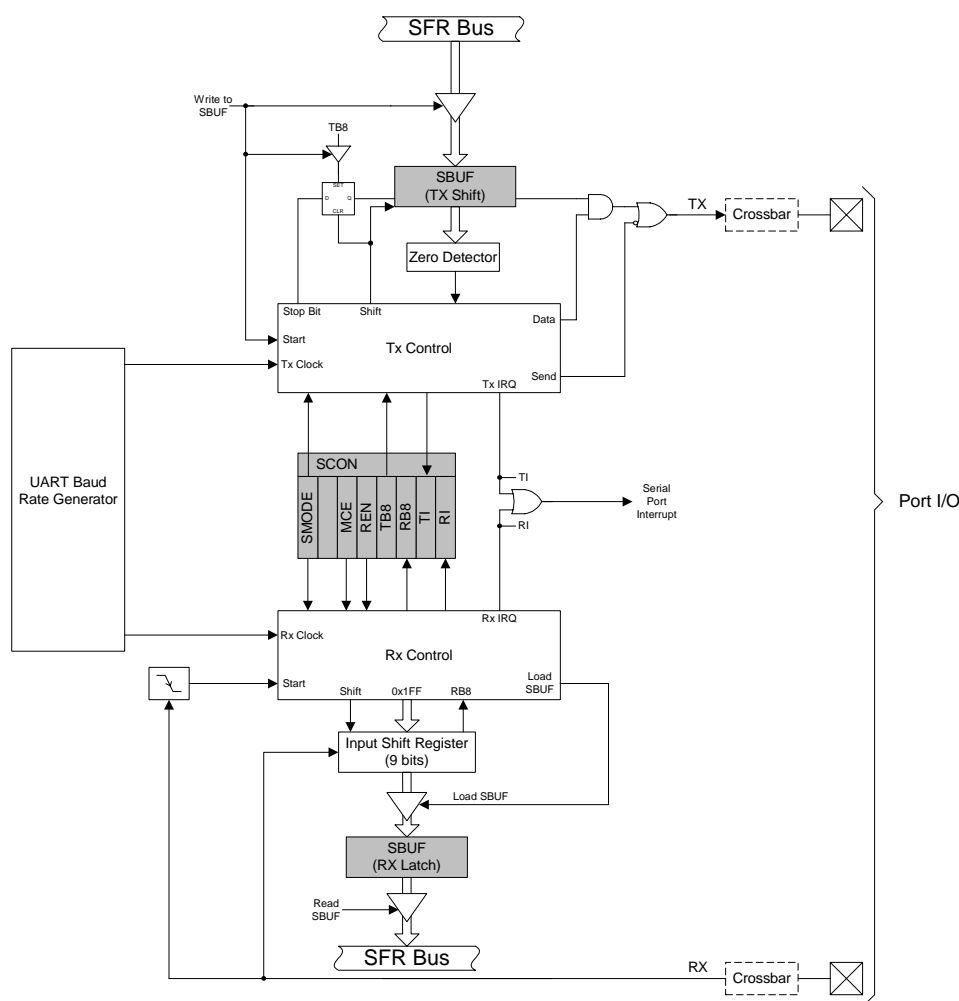 SFR Bus
Write to
SBUF
TB8
SET
D
Q
CLR
SBUF
(TX Shift)
TX
Crossbar
Zero Detector
Stop Bit
Shift
Data
Start
Tx Control
Tx Clock
Send
Tx IRQ
UART Baud
Rate Generator
SCON
SMODE
MCE
REN
TB8
RB8
TI
RI
TI
Serial
Port
Interrupt
RI
Port I/O
Rx IRQ
Rx Clock
Rx Control
Start
Load
SBUF
Shift
0x1FF
RB8
Input Shift Register
(9 bits)
Load SBUF
SBUF
(RX Latch)
Read
SBUF
SFR Bus
RX
Crossbar